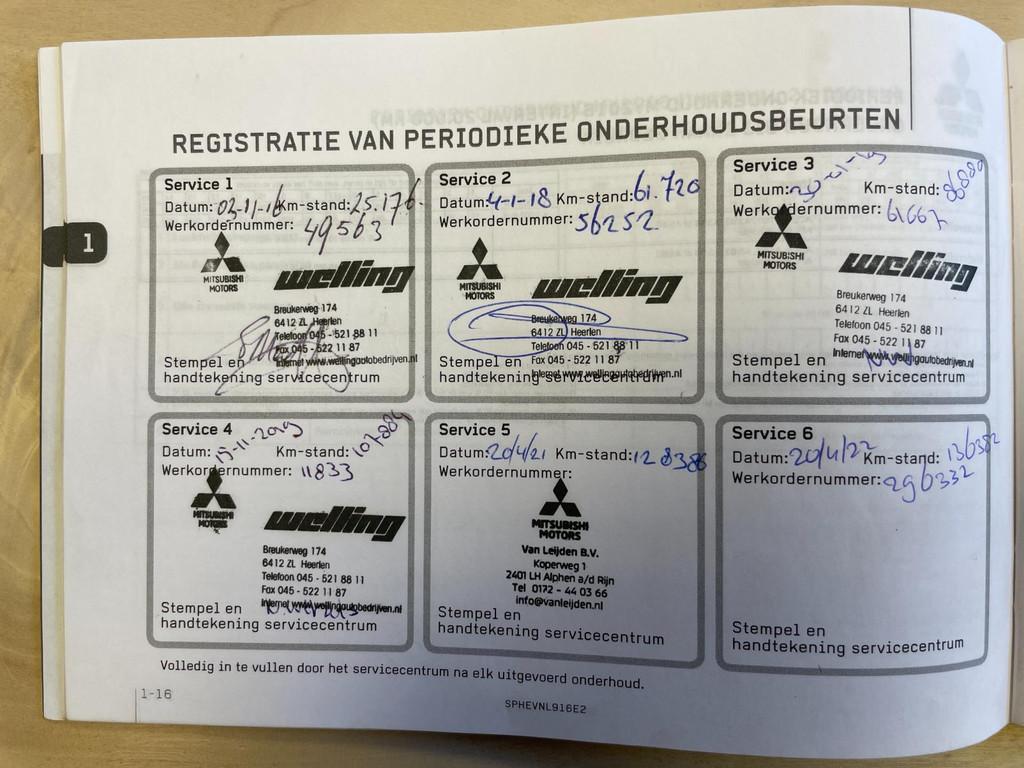 REGISTRATIE VAN PERIODIEKE ONDERHOUDSBEURTEN
1
Service 1
Datum: 03-11-16 Km-stand: 25.176
Werkordernummer: 49563
MITSUBISHI
MOTORS
welling
Breukerweg 174
6412 ZL Heerlen
Telefoon 045 - 521 88 11
Fax 045 - 522 11 87
Internet www.wellingautobedrijven.nl
Stempel en
handtekening servicecentrum
Service 2
Datum: 4-1-18 Km-stand: 61.720
Werkordernummer: 56252
MITSUBISHI
MOTORS
welling
Breukerweg 174
6412 ZL Heerlen
Telefoon 045 - 521 88 11
Fax 045 - 522 11 87
Internet www.wellingautobedrijven.nl
Stempel en
handtekening servicecentrum
Service 3
Datum: Km-stand:
Werkordernummer: 61667
MITSUBISHI
MOTORS
welling
Breukerweg 174
6412 ZL Heerlen
Telefoon 045 - 521 88 11
Fax 045 - 522 11 87
Internet www.wellingautobedrijven.nl
Stempel en
handtekening servicecentrum
Service 4
Datum: Km-stand: 107.884
Werkordernummer: 11833
MITSUBISHI
MOTORS
welling
Breukerweg 174
6412 ZL Heerlen
Telefoon 045 - 521 88 11
Fax 045 - 522 11 87
Internet www.wellingautobedrijven.nl
Stempel en
handtekening servicecentrum
Service 5
Datum: 20/4/21 Km-stand: 128386
Werkordernummer:
MITSUBISHI
MOTORS
Van Leijden B.V.
Koperweg 1
2401 LH Alphen a/d Rijn
Tel 0172 - 44 03 66
info@vanleijden.nl
Stempel en
handtekening servicecentrum
Service 6
Datum: 20/4/22 Km-stand: 136382
Werkordernummer: 296332
Stempel en
handtekening servicecentrum
Volledig in te vullen door het servicecentrum na elk uitgevoerd onderhoud.
1-16
SPHEVNL916E2